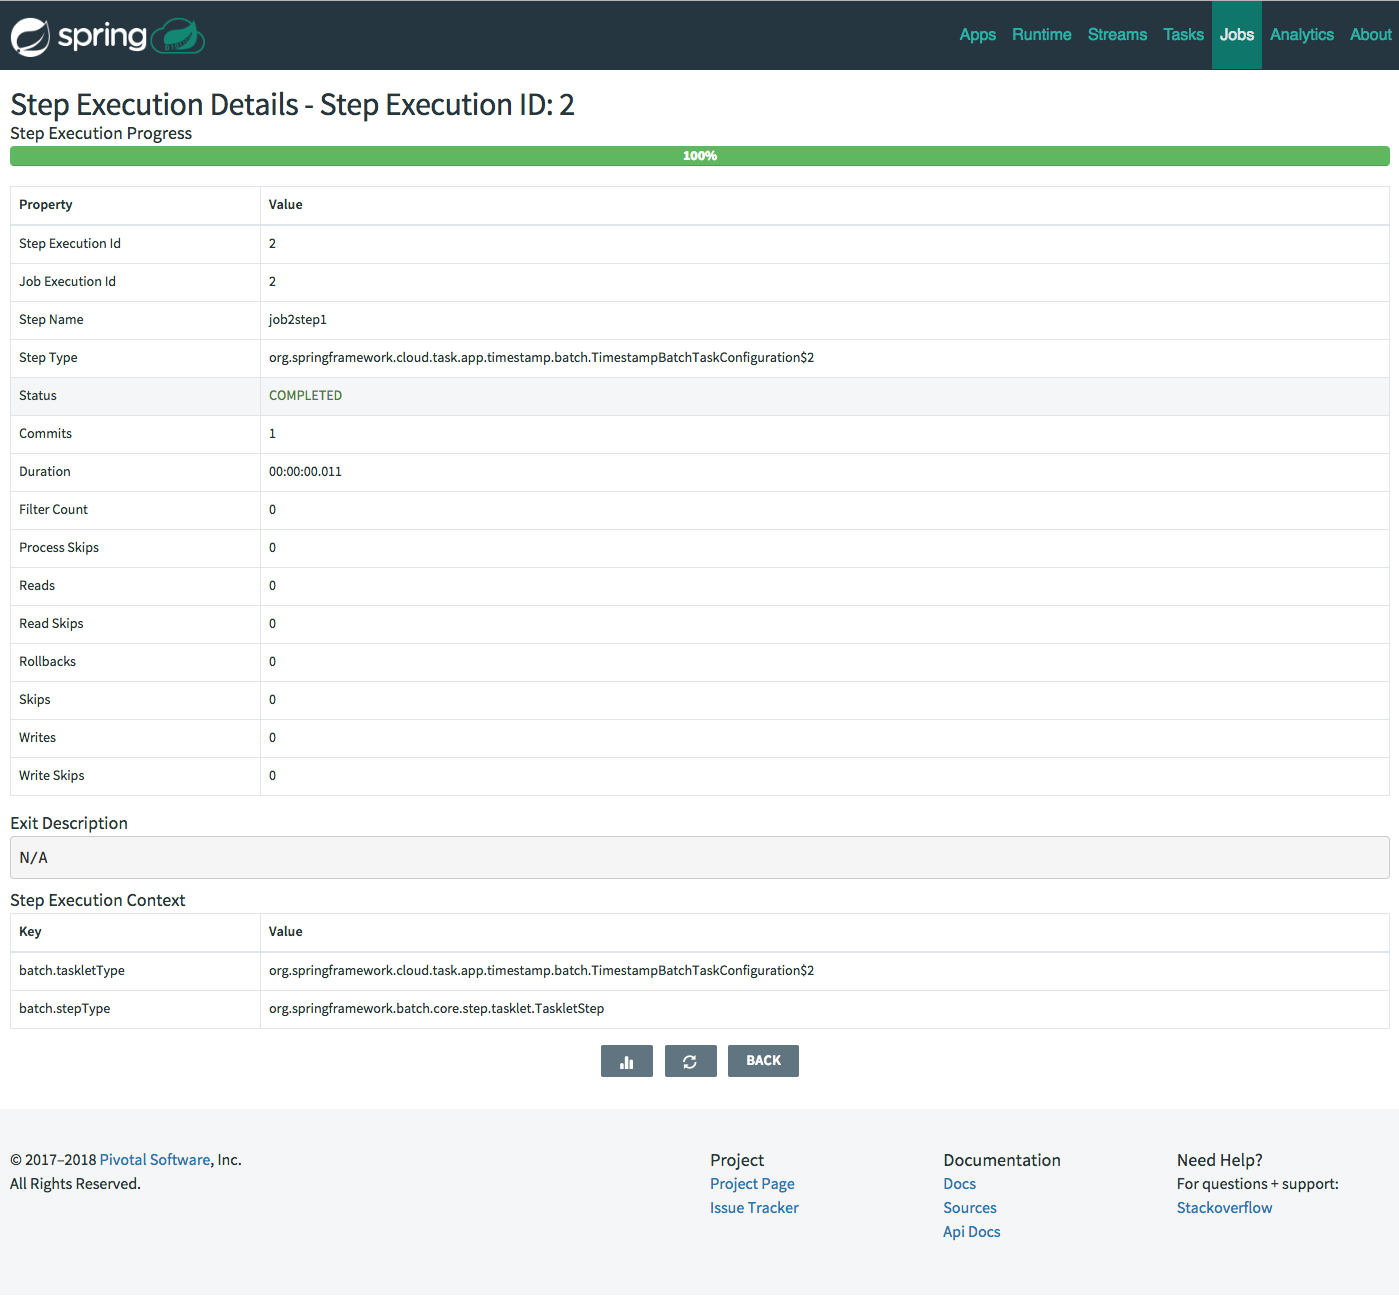 spring
Apps Runtime Streams Tasks Jobs Analytics About
Step Execution Details - Step Execution ID: 2
Step Execution Progress
100%
Property Value
Step Execution Id 2
Job Execution Id 2
Step Name job2step1
Step Type org.springframework.cloud.task.app.timestamp.batch.TimestampBatchTaskConfiguration$2
Status COMPLETED
Commits 1
Duration 00:00:00.011
Filter Count 0
Process Skips 0
Reads 0
Read Skips 0
Rollbacks 0
Skips 0
Writes 0
Write Skips 0
Exit Description
N/A
Step Execution Context
Key Value
batch.taskletType org.springframework.cloud.task.app.timestamp.batch.TimestampBatchTaskConfiguration$2
batch.stepType org.springframework.batch.core.step.tasklet.TaskletStep
BACK
© 2017–2018 Pivotal Software, Inc.
All Rights Reserved.
Project
Project Page
Issue Tracker
Documentation
Docs
Sources
Api Docs
Need Help?
For questions + support:
Stackoverflow